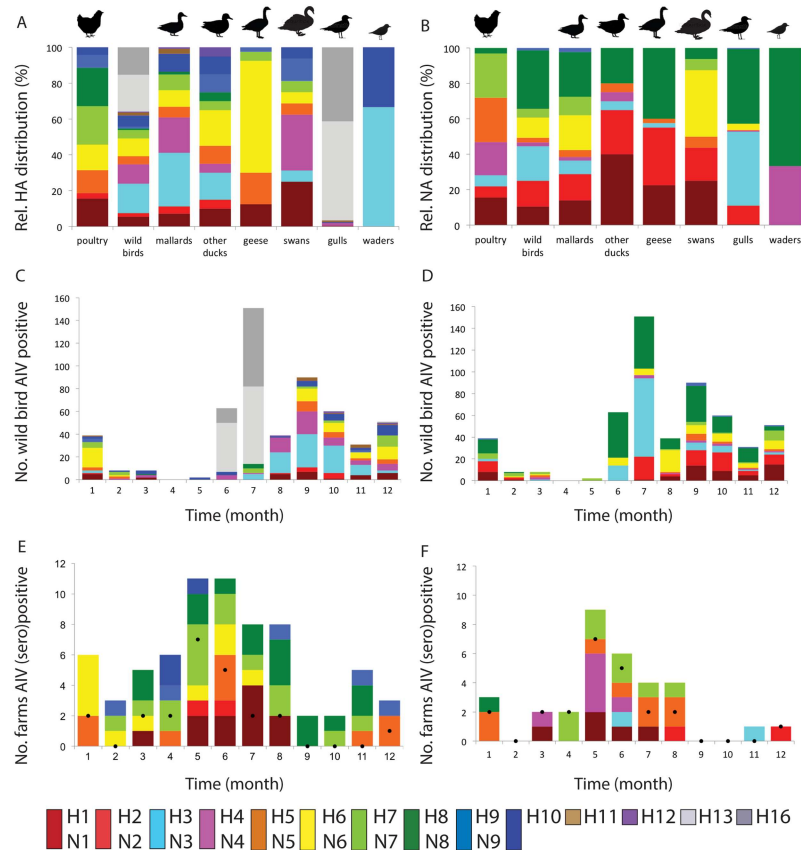 A
B
Rel. HA distribution (%)
100
80
60
40
20
0
poultry wild birds mallards other ducks geese swans gulls waders
Rel. NA distribution (%)
100
80
60
40
20
0
poultry wild birds mallards other ducks geese swans gulls waders
C
D
No. wild bird AIV positive
160
140
120
100
80
60
40
20
0
1 2 3 4 5 6 7 8 9 10 11 12
Time (month)
No. wild bird AIV positive
160
140
120
100
80
60
40
20
0
1 2 3 4 5 6 7 8 9 10 11 12
Time (month)
E
F
No. farms AIV (sero)positive
12
10
8
6
4
2
0
1 2 3 4 5 6 7 8 9 10 11 12
Time (month)
No. farms AIV (sero)positive
12
10
8
6
4
2
0
1 2 3 4 5 6 7 8 9 10 11 12
Time (month)
H1 H2 H3 H4 H5 H6 H7 H8 H9 H10 H11 H12 H13 H16
N1 N2 N3 N4 N5 N6 N7 N8 N9